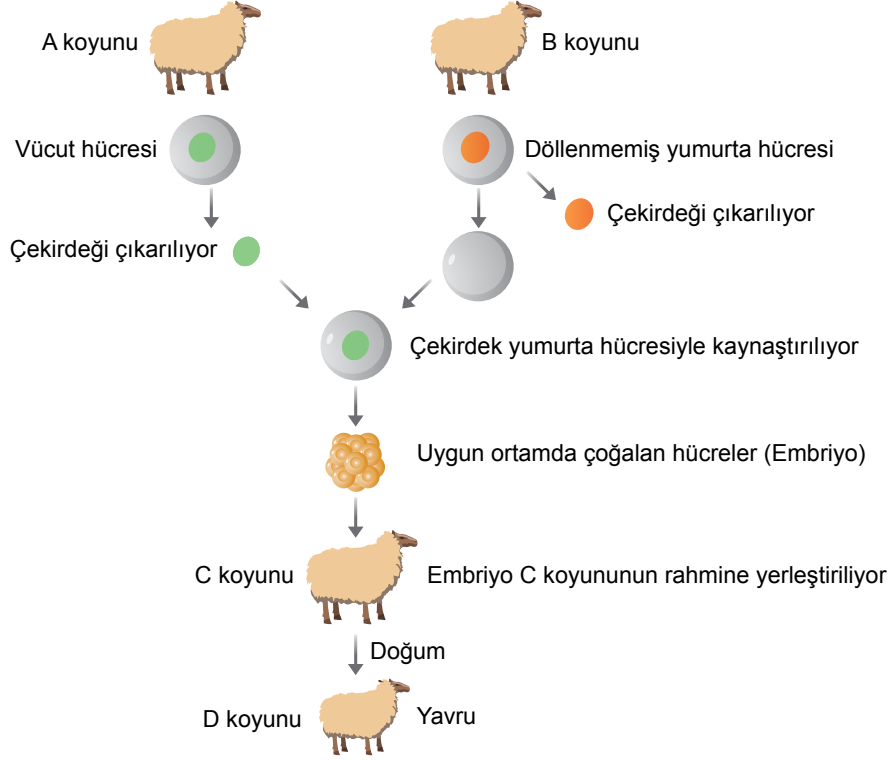 A koyunu
B koyunu
Vücut hücresi
Döllenmemiş yumurta hücresi
Çekirdeği çıkarılıyor
Çekirdeği çıkarılıyor
Çekirdek yumurta hücresiyle kaynaştırılıyor
Uygun ortamda çoğalan hücreler (Embriyo)
C koyunu
Embriyo C koyununun rahmine yerleştiriliyor
Doğum
D koyunu
Yavru